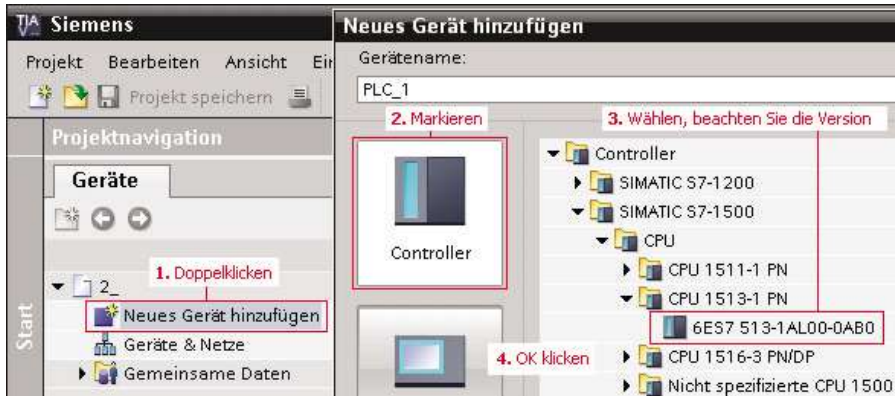 TIA Siemens
Projekt Bearbeiten Ansicht Ei
Projekt speichern
Projektnavigation
Geräte
Start
1. Doppelklicken
2_
Neues Gerät hinzufügen
Geräte & Netze
Gemeinsame Daten
Neues Gerät hinzufügen
Gerätename:
PLC_1
2. Markieren
3. Wählen, beachten Sie die Version
Controller
Controller
SIMATIC S7-1200
SIMATIC S7-1500
CPU
CPU 1511-1 PN
CPU 1513-1 PN
6ES7 513-1AL00-0AB0
4. OK klicken
CPU 1516-3 PN/DP
Nicht spezifizierte CPU 1500